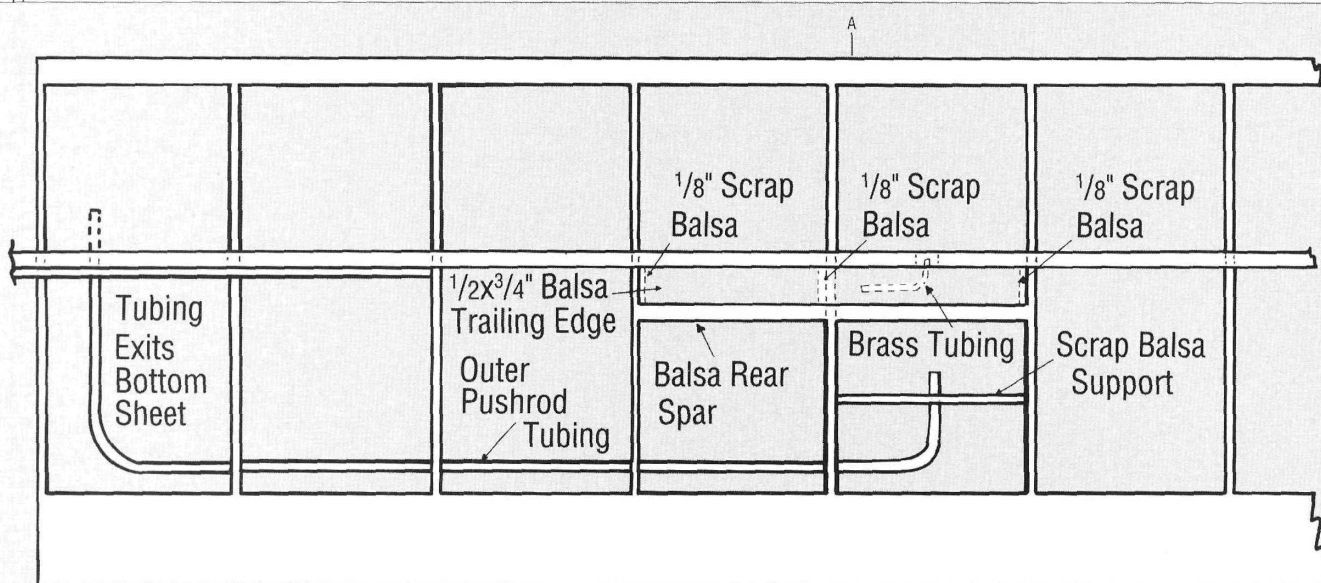 A
1/8" Scrap
Balsa
1/8" Scrap
Balsa
1/8" Scrap
Balsa
1/2x3/4" Balsa
Trailing Edge
Tubing
Exits
Bottom
Sheet
Outer
Pushrod
Tubing
Balsa Rear
Spar
Brass Tubing
Scrap Balsa
Support